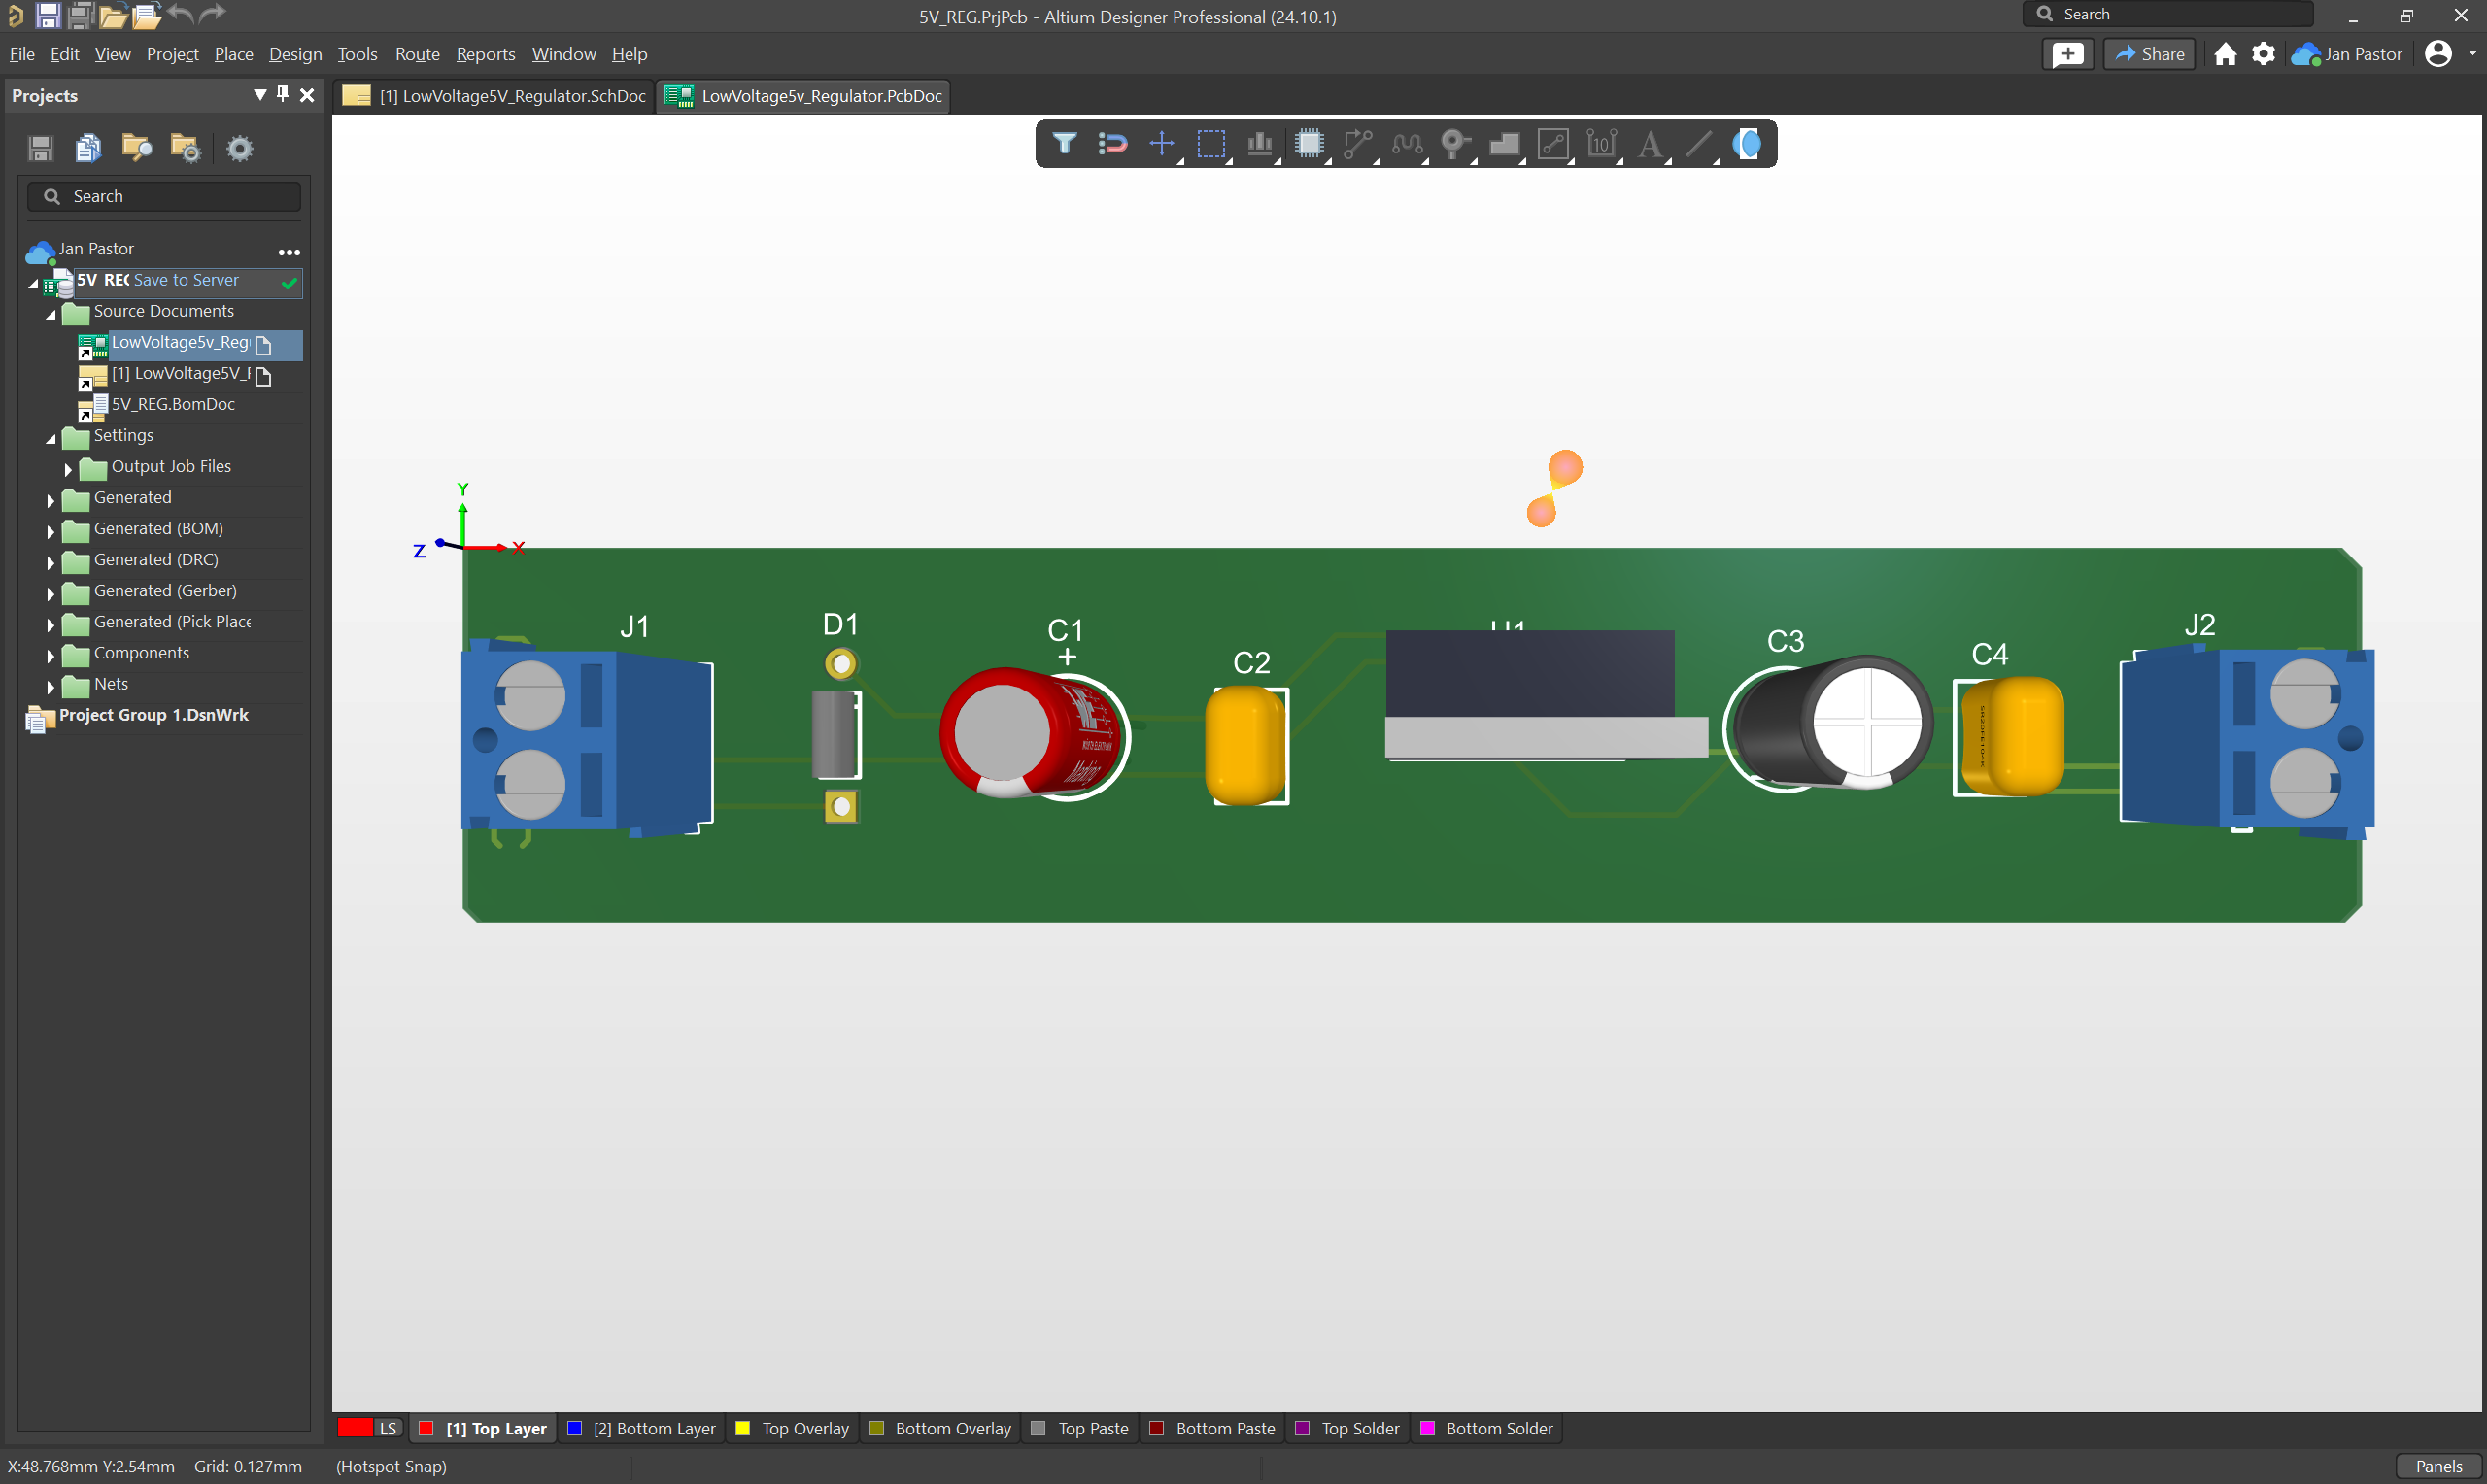 5V_REG.PrjPcb - Altium Designer Professional (24.10.1)
Search
File Edit View Project Place Design Tools Route Reports Window Help
Share
Jan Pastor
Projects
[1] LowVoltage5V_Regulator.SchDoc
LowVoltage5v_Regulator.PcbDoc
10
A
Search
Jan Pastor
5V_REG Save to Server
Source Documents
LowVoltage5v_Reg
[1] LowVoltage5V_
5V_REG.BomDoc
Settings
Output Job Files
Generated
Generated (BOM)
Generated (DRC)
Generated (Gerber)
Generated (Pick Place
Components
Nets
Project Group 1.DsnWrk
Y
Z
X
J1
D1
C1
+
C2
U1
C3
C4
J2
LS
[1] Top Layer
[2] Bottom Layer
Top Overlay
Bottom Overlay
Top Paste
Bottom Paste
Top Solder
Bottom Solder
X:48.768mm Y:2.54mm Grid: 0.127mm (Hotspot Snap)
Panels